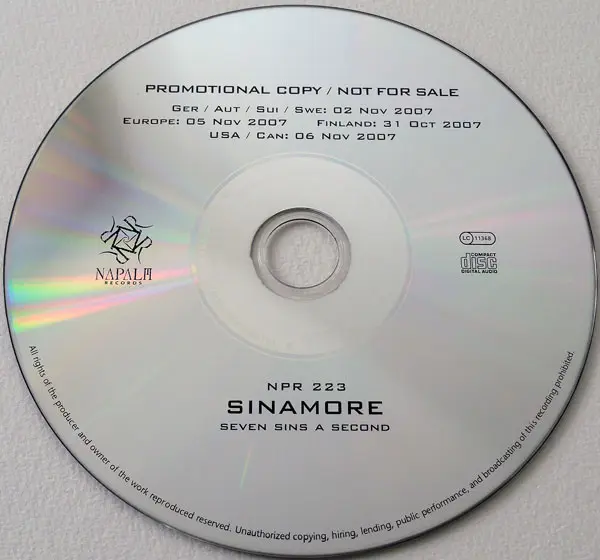 PROMOTIONAL COPY / NOT FOR SALE
GER / AUT / SUI / SWE: 02 NOV 2007
EUROPE: 05 NOV 2007 FINLAND: 31 OCT 2007
USA / CAN: 06 NOV 2007
NAPALM
RECORDS
LC 11368
COMPACT
disc
DIGITAL AUDIO
NPR 223
SINAMORE
SEVEN SINS A SECOND
All rights of the producer and owner of the work reproduced reserved. Unauthorized copying, hiring, lending, public performance, and broadcasting of this recording prohibited.